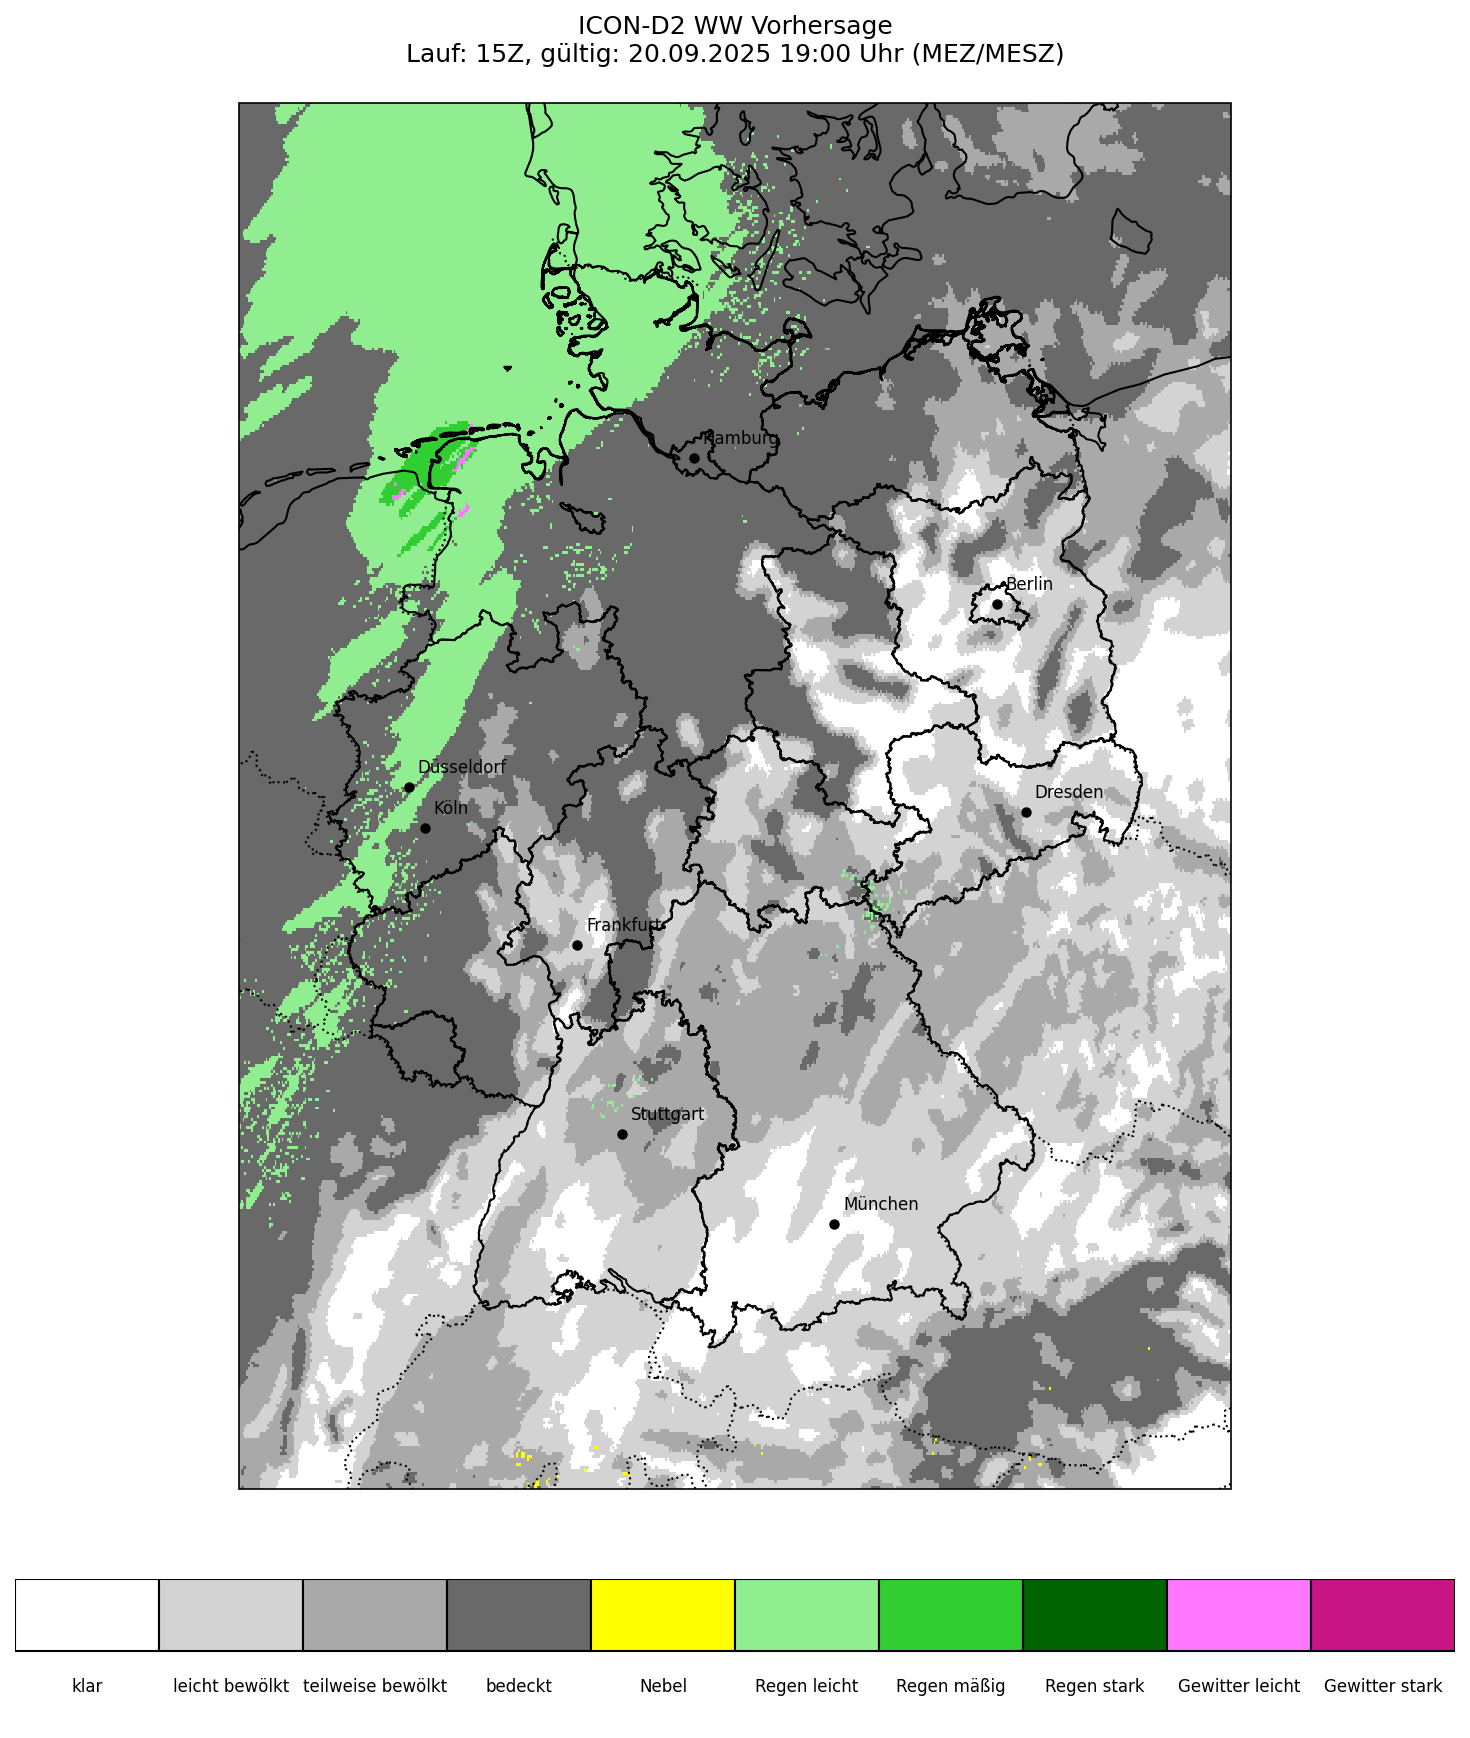 ICON-D2 WW Vorhersage
Lauf: 15Z, gültig: 20.09.2025 19:00 Uhr (MEZ/MESZ)
Hamburg
Berlin
Düsseldorf
Köln
Dresden
Frankfurt
Stuttgart
München
klar
leicht bewölkt
teilweise bewölkt
bedeckt
Nebel
Regen leicht
Regen mäßig
Regen stark
Gewitter leicht
Gewitter stark